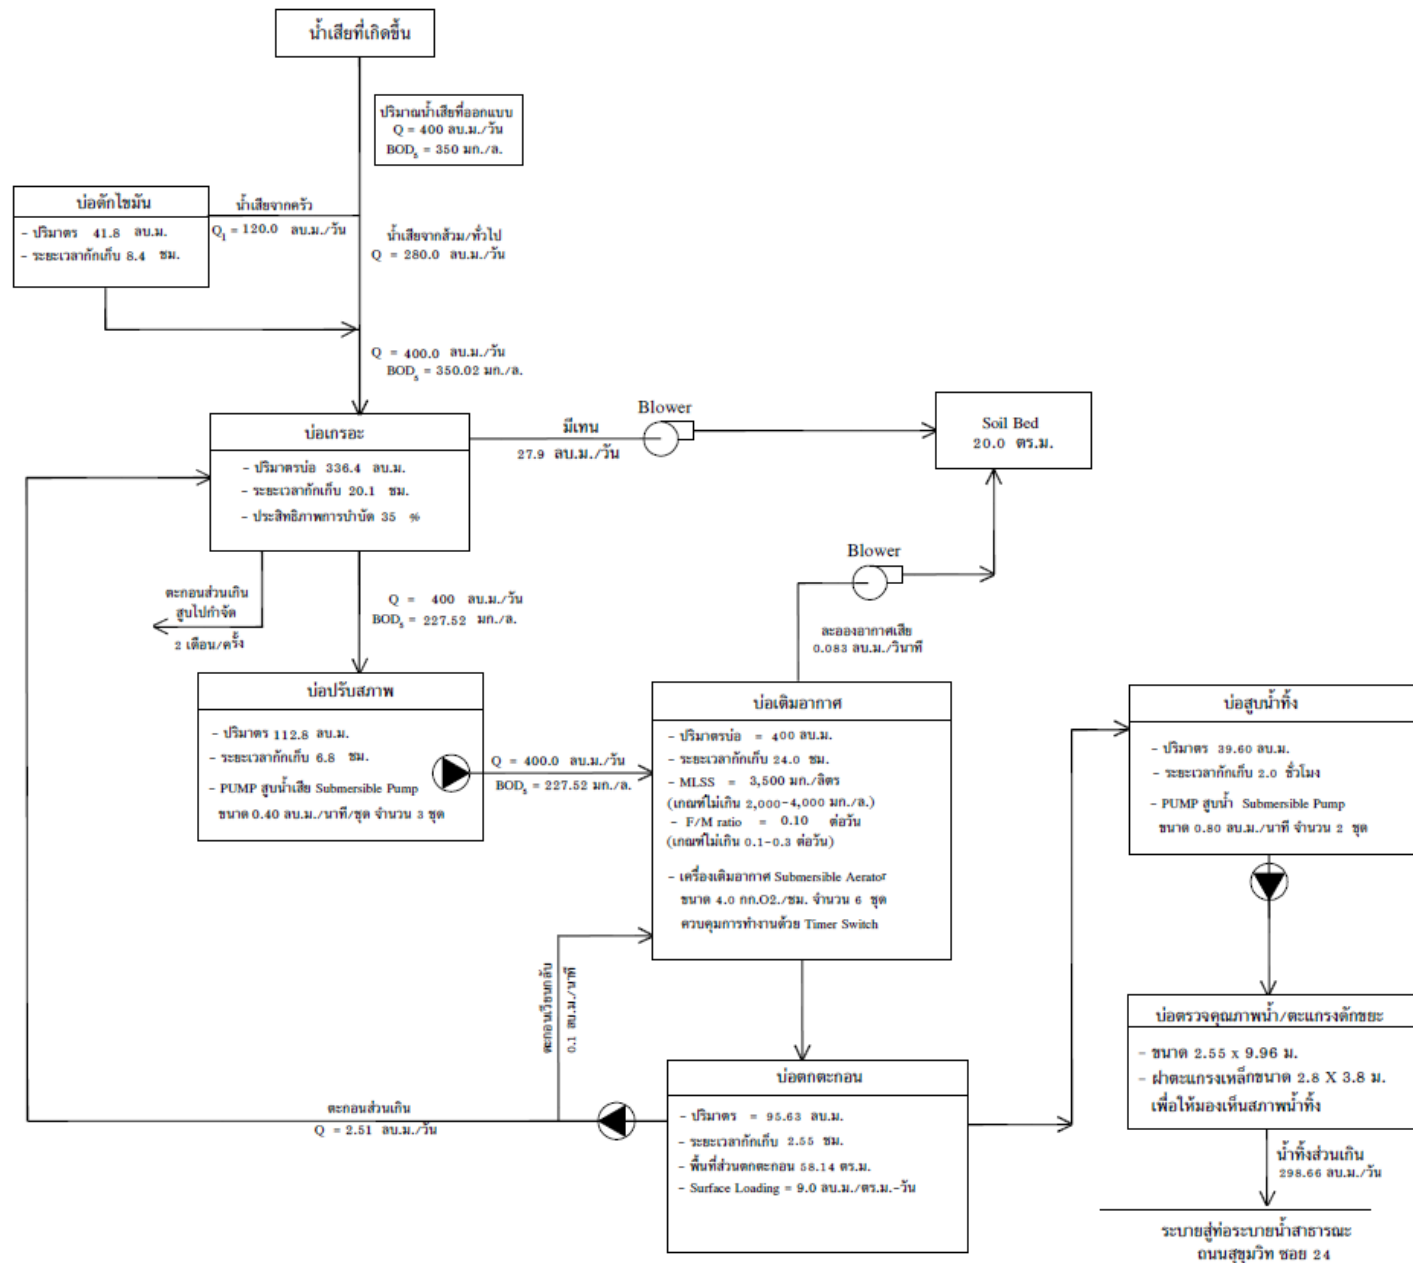 น้ำเสียที่เกิดขึ้น
ปริมาณน้ำเสียที่ออกแบบ
Q = 400 ลบ.ม./วัน
BOD₅ = 350 มก./ล.
บ่อดักไขมัน
- ปริมาตร 41.8 ลบ.ม.
- ระยะเวลากักเก็บ 8.4 ชม.
น้ำเสียจากครัว
Q₁ = 120.0 ลบ.ม./วัน
น้ำเสียจากส้วม/ทั่วไป
Q = 280.0 ลบ.ม./วัน
Q = 400.0 ลบ.ม./วัน
BOD₅ = 350.02 มก./ล.
บ่อเกรอะ
- ปริมาตรบ่อ 336.4 ลบ.ม.
- ระยะเวลากักเก็บ 20.1 ชม.
- ประสิทธิภาพการบำบัด 35 %
มีเทน
27.9 ลบ.ม./วัน
Blower
Soil Bed
20.0 ตร.ม.
Blower
ละอองอากาศเสีย
0.083 ลบ.ม./วินาที
ตะกอนส่วนเกิน
สูบไปกำจัด
2 เดือน/ครั้ง
Q = 400 ลบ.ม./วัน
BOD₅ = 227.52 มก./ล.
บ่อปรับสภาพ
- ปริมาตร 112.8 ลบ.ม.
- ระยะเวลากักเก็บ 6.8 ชม.
- PUMP สูบน้ำเสีย Submersible Pump
ขนาด 0.40 ลบ.ม./นาที/ชุด จำนวน 3 ชุด
Q = 400.0 ลบ.ม./วัน
BOD₅ = 227.52 มก./ล.
บ่อเติมอากาศ
- ปริมาตรบ่อ = 400 ลบ.ม.
- ระยะเวลากักเก็บ 24.0 ชม.
- MLSS = 3,500 มก./ลิตร
(เกณฑ์ไม่เกิน 2,000-4,000 มก./ล.)
- F/M ratio = 0.10 ต่อวัน
(เกณฑ์ไม่เกิน 0.1-0.3 ต่อวัน)
- เครื่องเติมอากาศ Submersible Aerator
ขนาด 4.0 กก.O2./ชม. จำนวน 6 ชุด
ควบคุมการทำงานด้วย Timer Switch
บ่อสูบน้ำทิ้ง
- ปริมาตร 39.60 ลบ.ม.
- ระยะเวลากักเก็บ 2.0 ชั่วโมง
- PUMP สูบน้ำ Submersible Pump
ขนาด 0.80 ลบ.ม./นาที จำนวน 2 ชุด
ตะกอนเวียนกลับ
0.1 ลบ.ม./นาที
ตะกอนส่วนเกิน
Q = 2.51 ลบ.ม./วัน
บ่อตกตะกอน
- ปริมาตร = 95.63 ลบ.ม.
- ระยะเวลากักเก็บ 2.55 ชม.
- พื้นที่ส่วนตกตะกอน 58.14 ตร.ม.
- Surface Loading = 9.0 ลบ.ม./ตร.ม.-วัน
บ่อตรวจคุณภาพน้ำ/ตะแกรงดักขยะ
- ขนาด 2.55 x 9.96 ม.
- ฝาตะแกรงเหล็กขนาด 2.8 X 3.8 ม.
เพื่อให้มองเห็นสภาพน้ำทิ้ง
น้ำทิ้งส่วนเกิน
298.66 ลบ.ม./วัน
ระบายสู่ท่อระบายน้ำสาธารณะ
ถนนสุขุมวิท ซอย 24